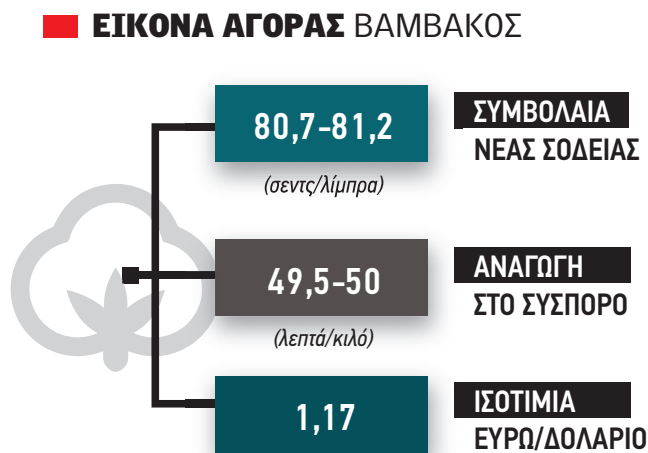 ΕΙΚΟΝΑ ΑΓΟΡΑΣ ΒΑΜΒΑΚΟΣ
80,7-81,2
(σεντς/λίμπρα)
ΣΥΜΒΟΛΑΙΑ
ΝΕΑΣ ΣΟΔΕΙΑΣ
49,5-50
(λεπτά/κιλό)
ΑΝΑΓΩΓΗ
ΣΤΟ ΣΥΣΠΟΡΟ
1,17
ΙΣΟΤΙΜΙΑ
ΕΥΡΩ/ΔΟΛΑΡΙΟ